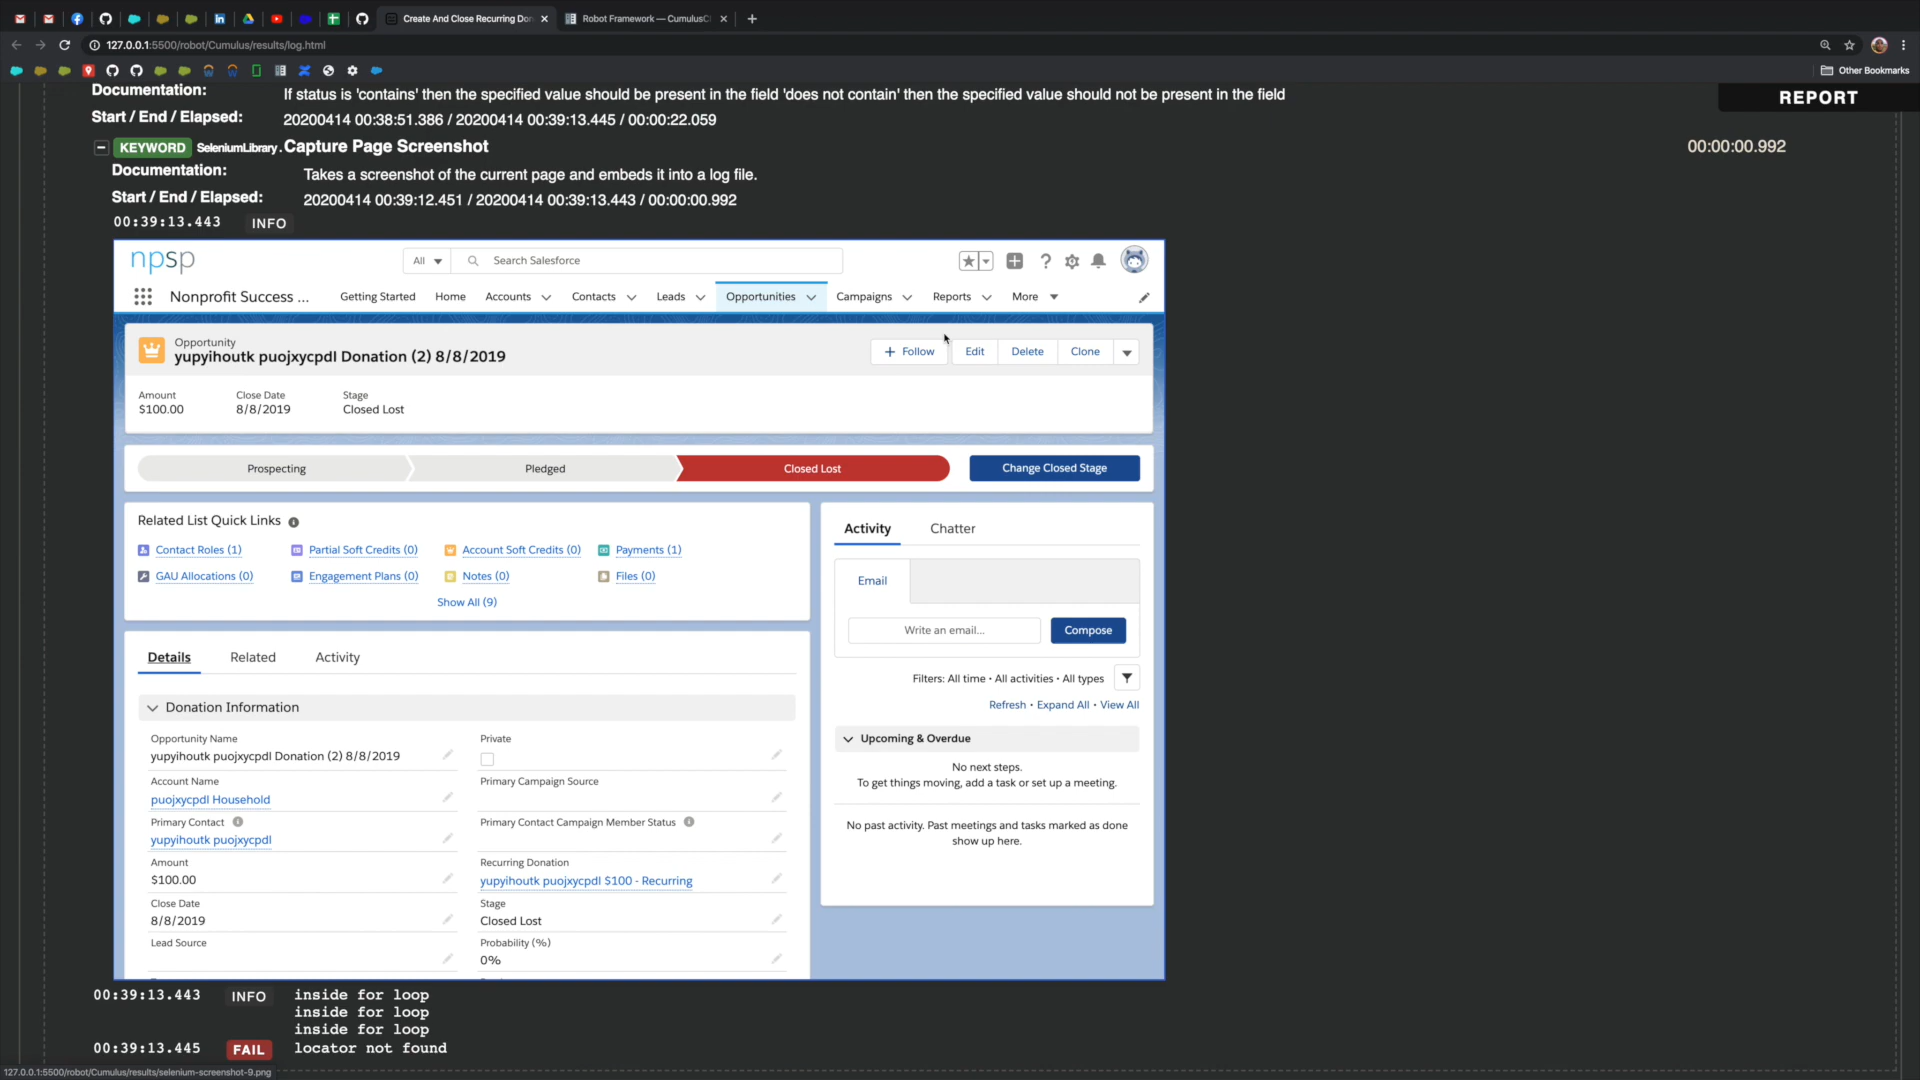 Create And Close Recurring Don
Robot Framework — CumulusC
127.0.0.1:5500/robot/Cumulus/results/log.html
Other Bookmarks
Documentation: If status is 'contains' then the specified value should be present in the field 'does not contain' then the specified value should not be present in the field
REPORT
Start / End / Elapsed: 20200414 00:38:51.386 / 20200414 00:39:13.445 / 00:00:22.059
KEYWORD SeleniumLibrary. Capture Page Screenshot 00:00:00.992
Documentation: Takes a screenshot of the current page and embeds it into a log file.
Start / End / Elapsed: 20200414 00:39:12.451 / 20200414 00:39:13.443 / 00:00:00.992
00:39:13.443 INFO
npsp
All Search Salesforce
Nonprofit Success ... Getting Started Home Accounts Contacts Leads Opportunities Campaigns Reports More
Opportunity
yupyihoutk puojxycpdl Donation (2) 8/8/2019
+ Follow Edit Delete Clone
Amount Close Date Stage
$100.00 8/8/2019 Closed Lost
Prospecting Pledged Closed Lost Change Closed Stage
Related List Quick Links
Contact Roles (1) Partial Soft Credits (0) Account Soft Credits (0) Payments (1)
GAU Allocations (0) Engagement Plans (0) Notes (0) Files (0)
Show All (9)
Details Related Activity
Donation Information
Opportunity Name Private
yupyihoutk puojxycpdl Donation (2) 8/8/2019
Account Name Primary Campaign Source
puojxycpdl Household
Primary Contact Primary Contact Campaign Member Status
yupyihoutk puojxycpdl
Amount Recurring Donation
$100.00 yupyihoutk puojxycpdl $100 - Recurring
Close Date Stage
8/8/2019 Closed Lost
Lead Source Probability (%)
0%
Activity Chatter
Email
Write an email... Compose
Filters: All time • All activities • All types
Refresh • Expand All • View All
Upcoming & Overdue
No next steps.
To get things moving, add a task or set up a meeting.
No past activity. Past meetings and tasks marked as done
show up here.
00:39:13.443 INFO inside for loop
inside for loop
inside for loop
00:39:13.445 FAIL locator not found
127.0.0.1:5500/robot/Cumulus/results/selenium-screenshot-9.png